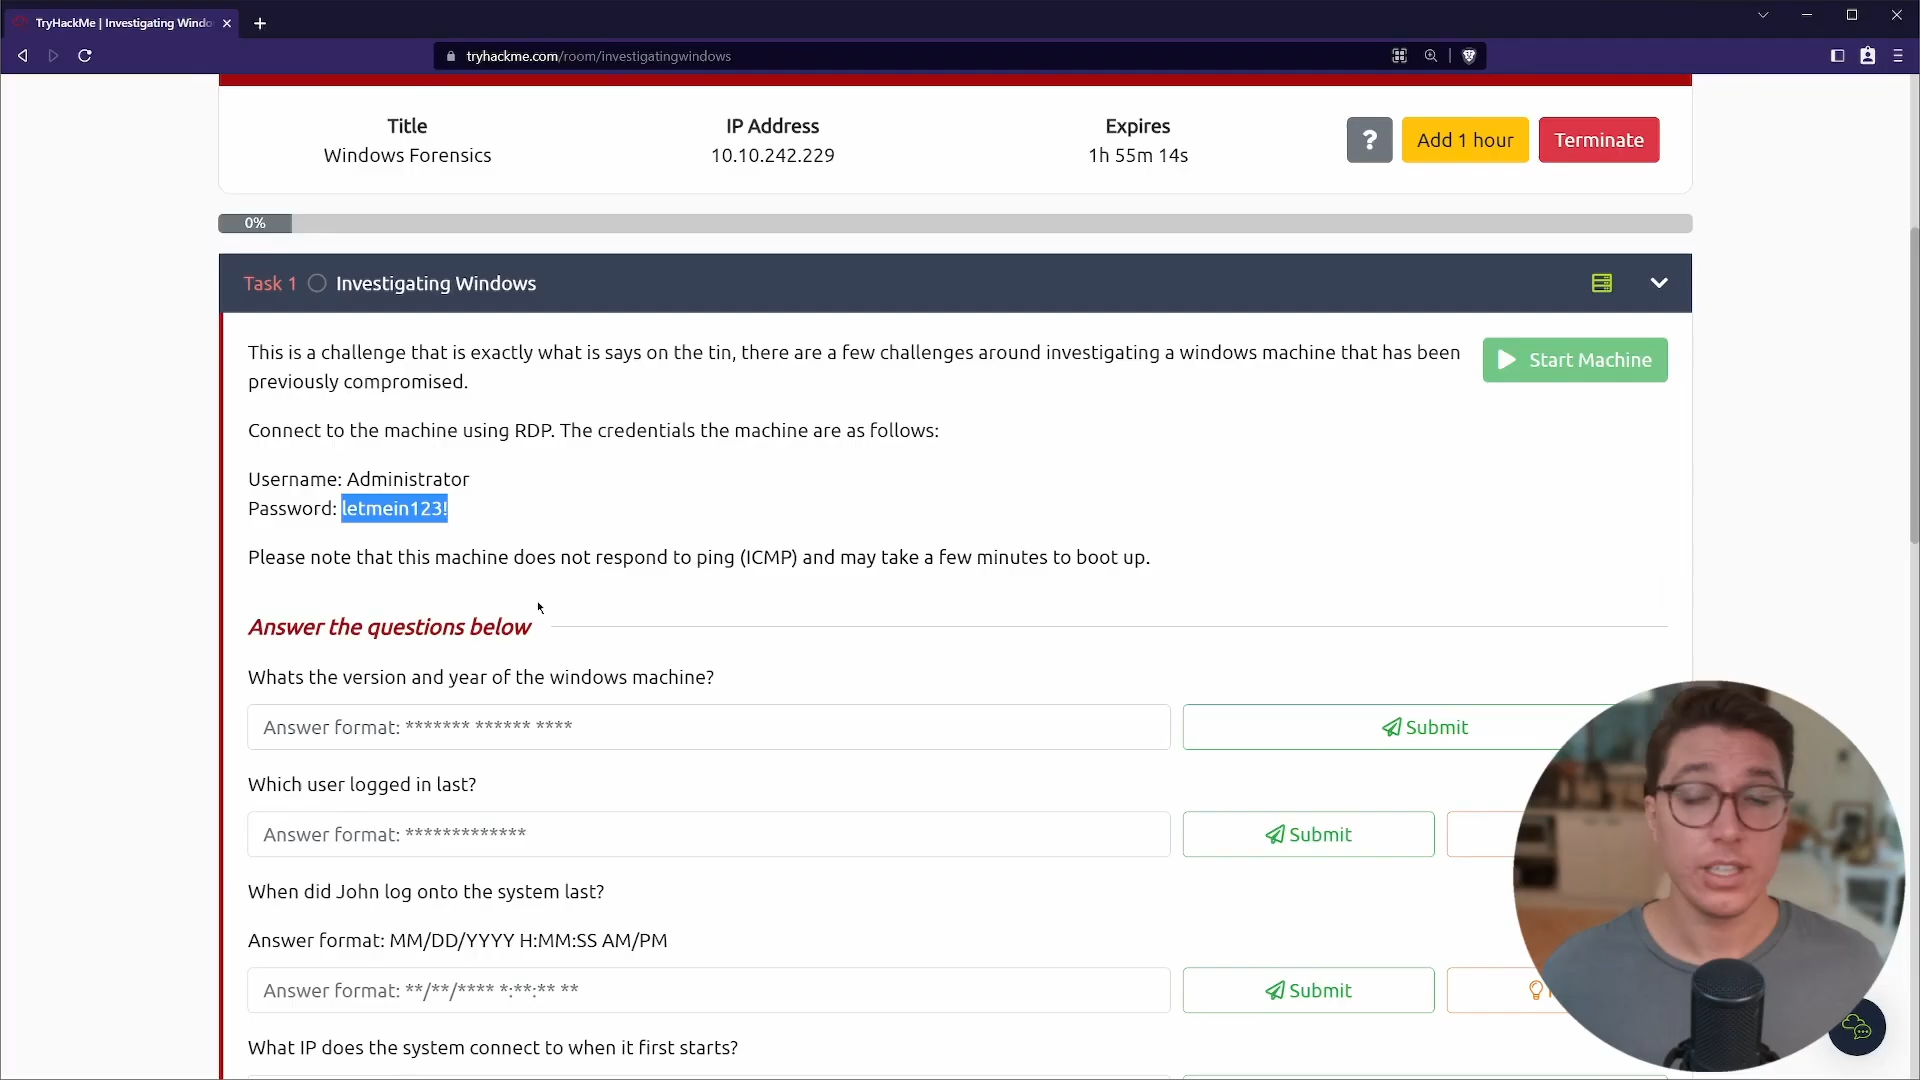 TryHackMe | Investigating Windo
tryhackme.com/room/investigatingwindows
Title
Windows Forensics
IP Address
10.10.242.229
Expires
1h 55m 14s
?
Add 1 hour
Terminate
0%
Task 1
Investigating Windows
This is a challenge that is exactly what is says on the tin, there are a few challenges around investigating a windows machine that has been
previously compromised.
Start Machine
Connect to the machine using RDP. The credentials the machine are as follows:
Username: Administrator
Password: letmein123!
Please note that this machine does not respond to ping (ICMP) and may take a few minutes to boot up.
Answer the questions below
Whats the version and year of the windows machine?
Answer format: ******* ****** ****
Submit
Which user logged in last?
Answer format: *************
Submit
When did John log onto the system last?
Answer format: MM/DD/YYYY H:MM:SS AM/PM
Answer format: **/**/**** *:**:** **
Submit
What IP does the system connect to when it first starts?